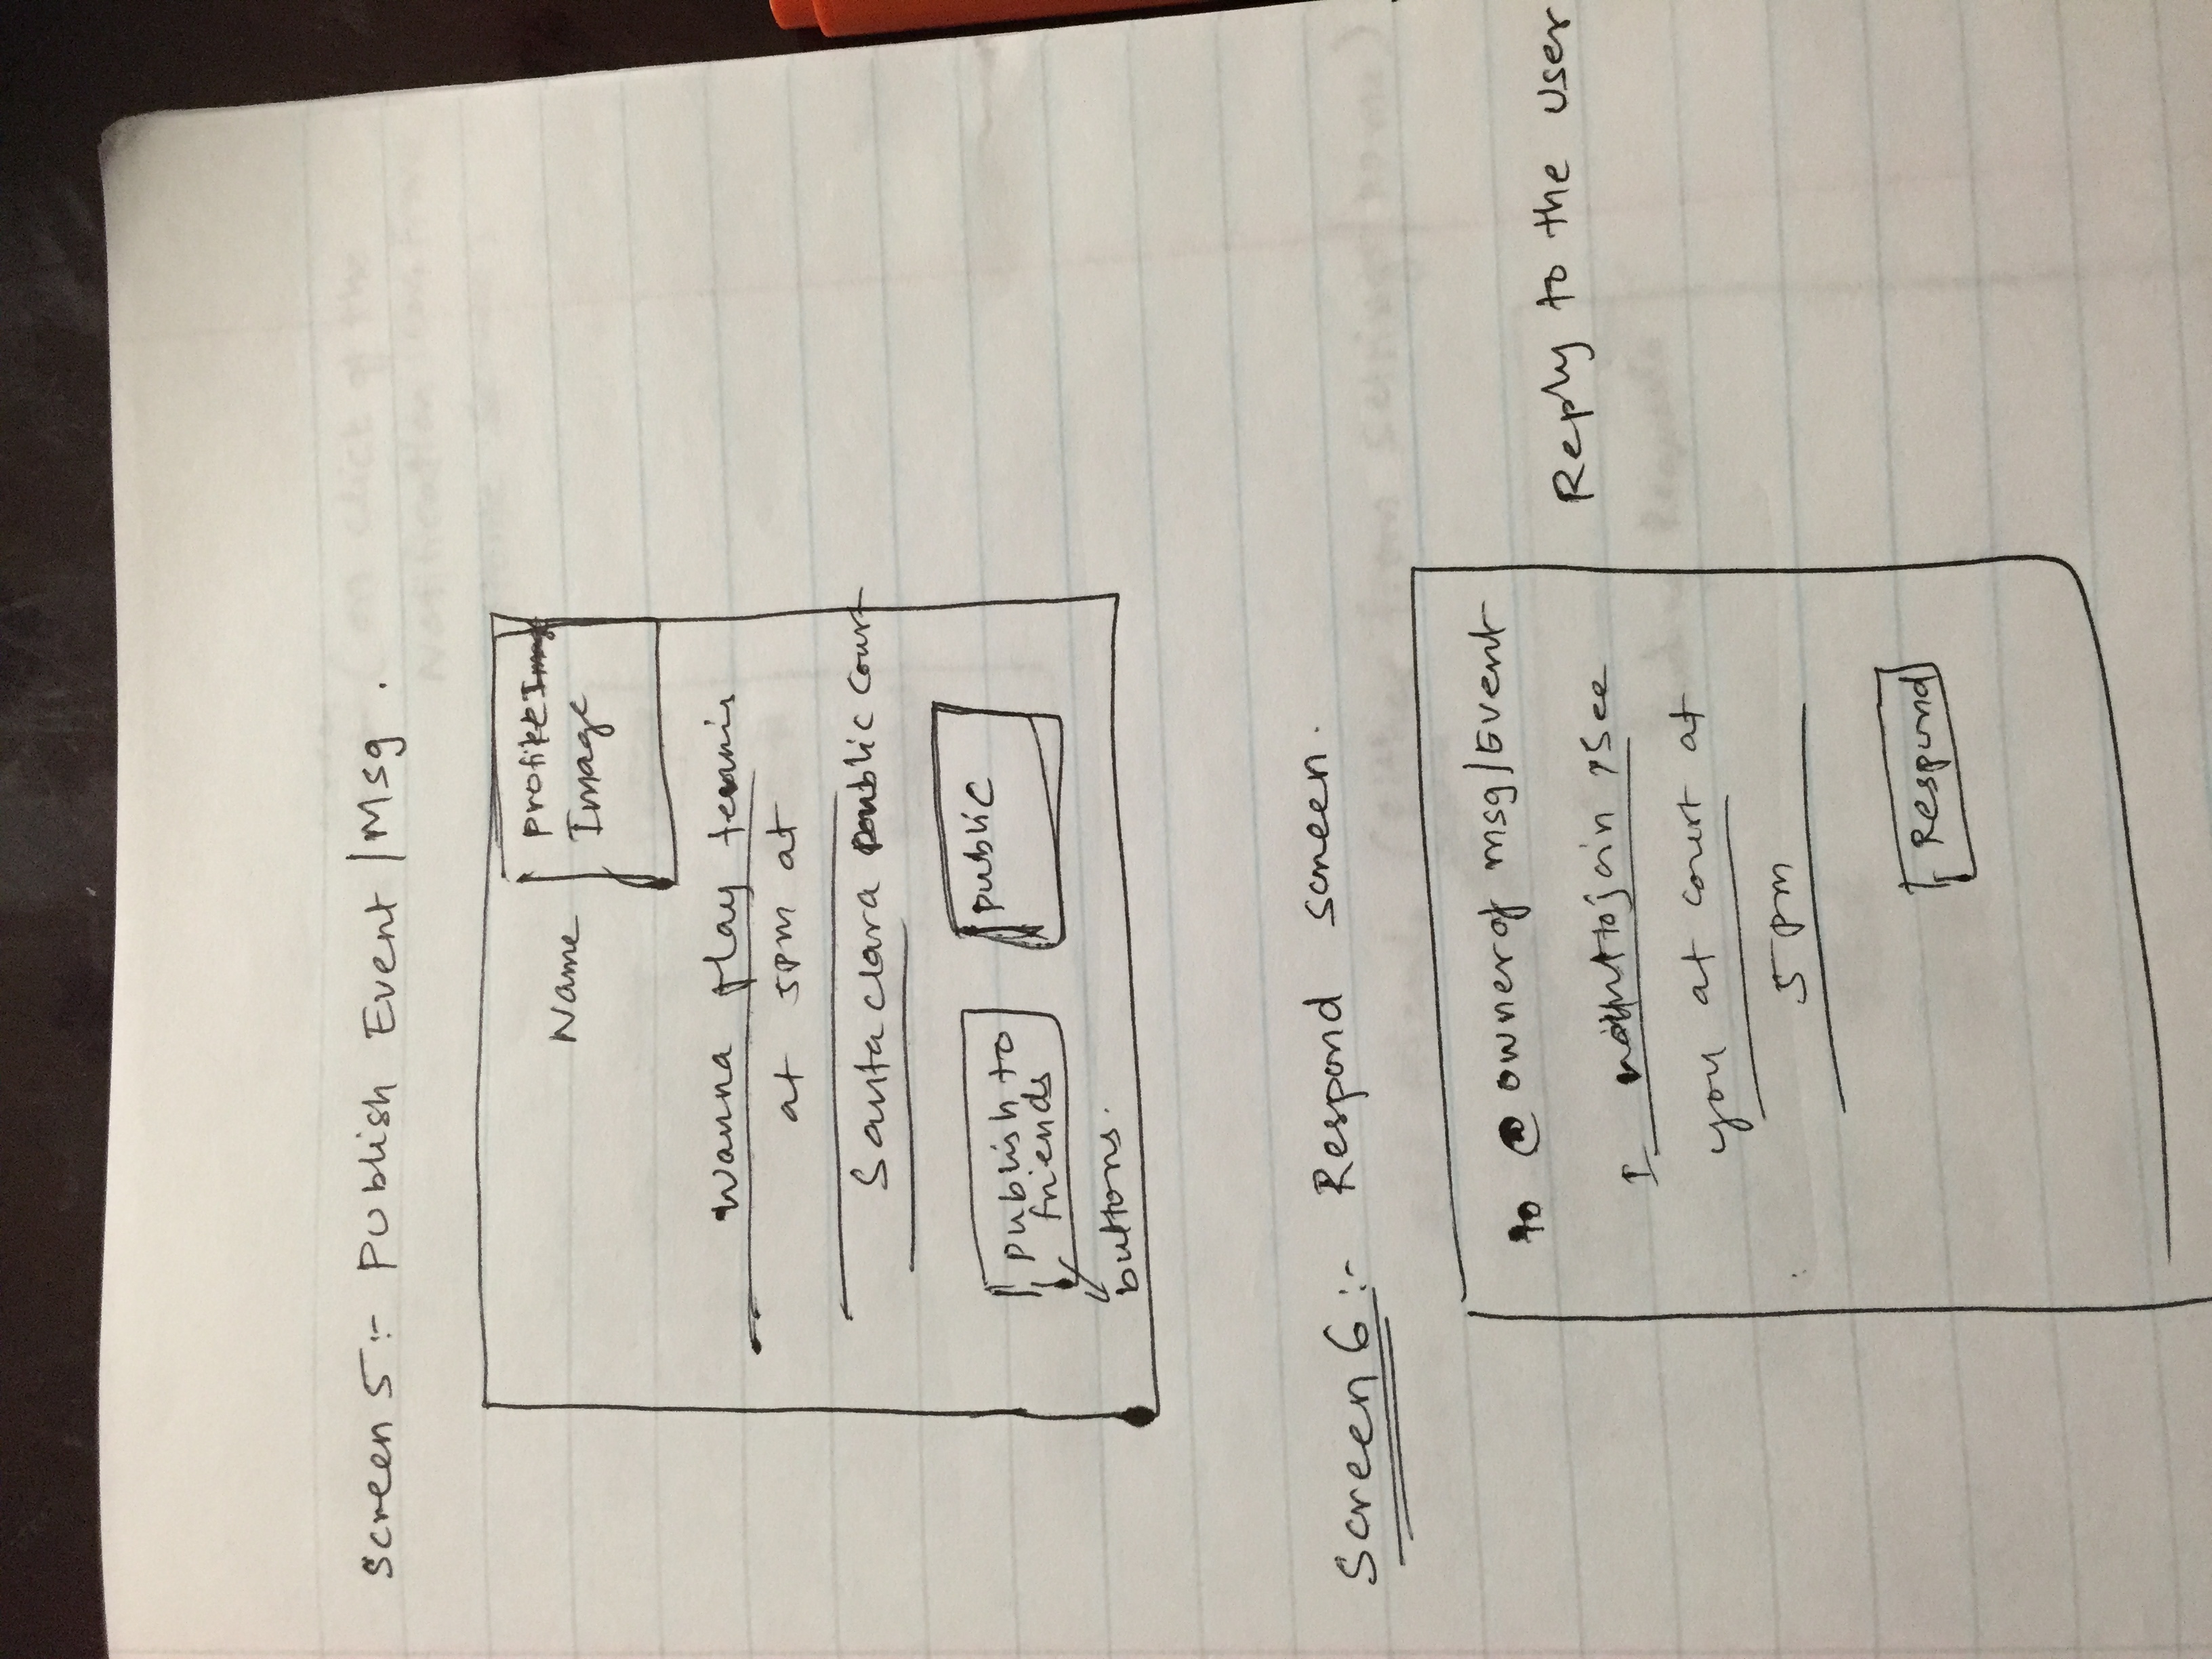 Screen 5:- Publish Event/Msg.
Name
Profile
Image
Wanna play tennis
at 5pm at
Santa clara public court
Publish to
friends
public
buttons.
Screen 6:- Respond screen.
to @ owner of msg/Event
Reply to the user
I to join, see
you at court at
5 pm
Respond